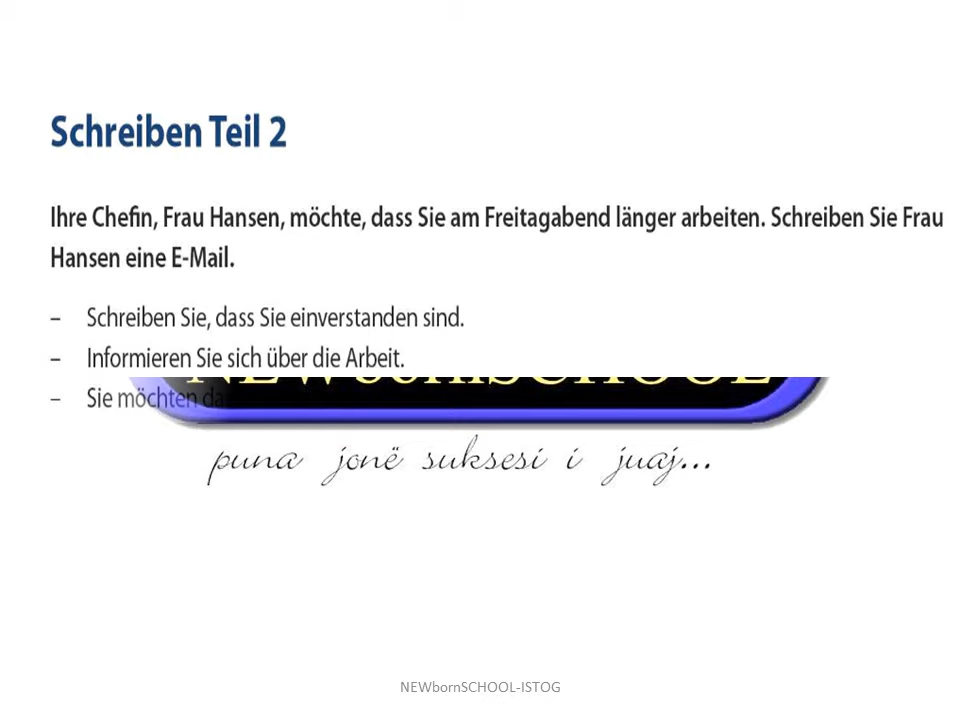 Schreiben Teil 2
Ihre Chefin, Frau Hansen, möchte, dass Sie am Freitagabend länger arbeiten. Schreiben Sie Frau
Hansen eine E-Mail.
– Schreiben Sie, dass Sie einverstanden sind.
– Informieren Sie sich über die Arbeit.
– Sie möchten
NEWbornSCHOOL
puna jonë suksesi i juaj...
NEWbornSCHOOL-ISTOG